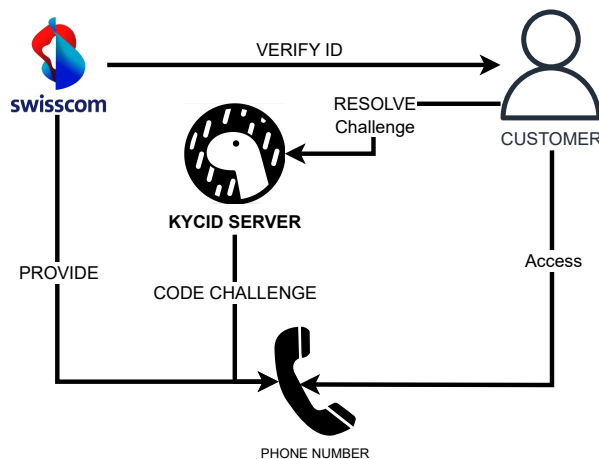 VERIFY ID
swisscom
RESOLVE
Challenge
CUSTOMER
KYCID SERVER
PROVIDE
Access
CODE CHALLENGE
PHONE NUMBER